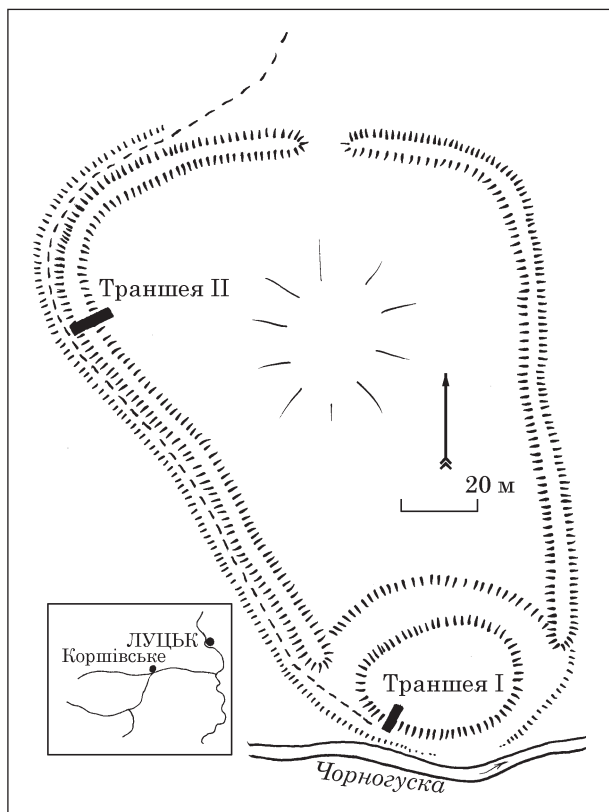 Траншея II
20 м
ЛУЦЬК
Коршівське
Траншея I
Чорногуска